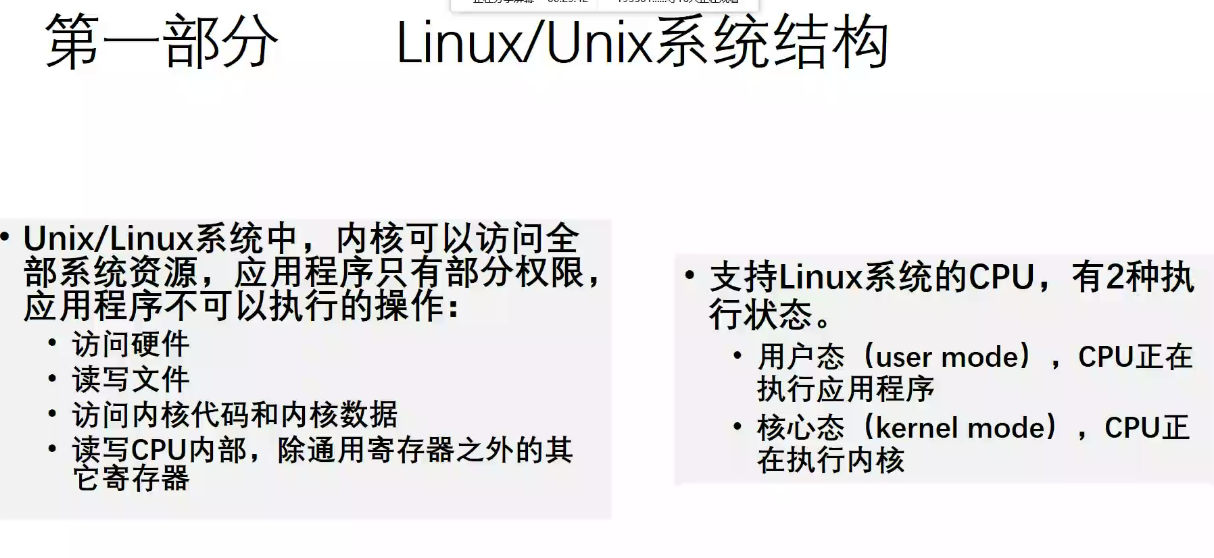 第一部分 Linux/Unix系统结构
• Unix/Linux系统中，内核可以访问全
部系统资源，应用程序只有部分权限，
应用程序不可以执行的操作：
• 访问硬件
• 读写文件
• 访问内核代码和内核数据
• 读写CPU内部，除通用寄存器之外的其
它寄存器
• 支持Linux系统的CPU，有2种执
行状态。
• 用户态（user mode），CPU正在
执行应用程序
• 核心态（kernel mode），CPU正
在执行内核